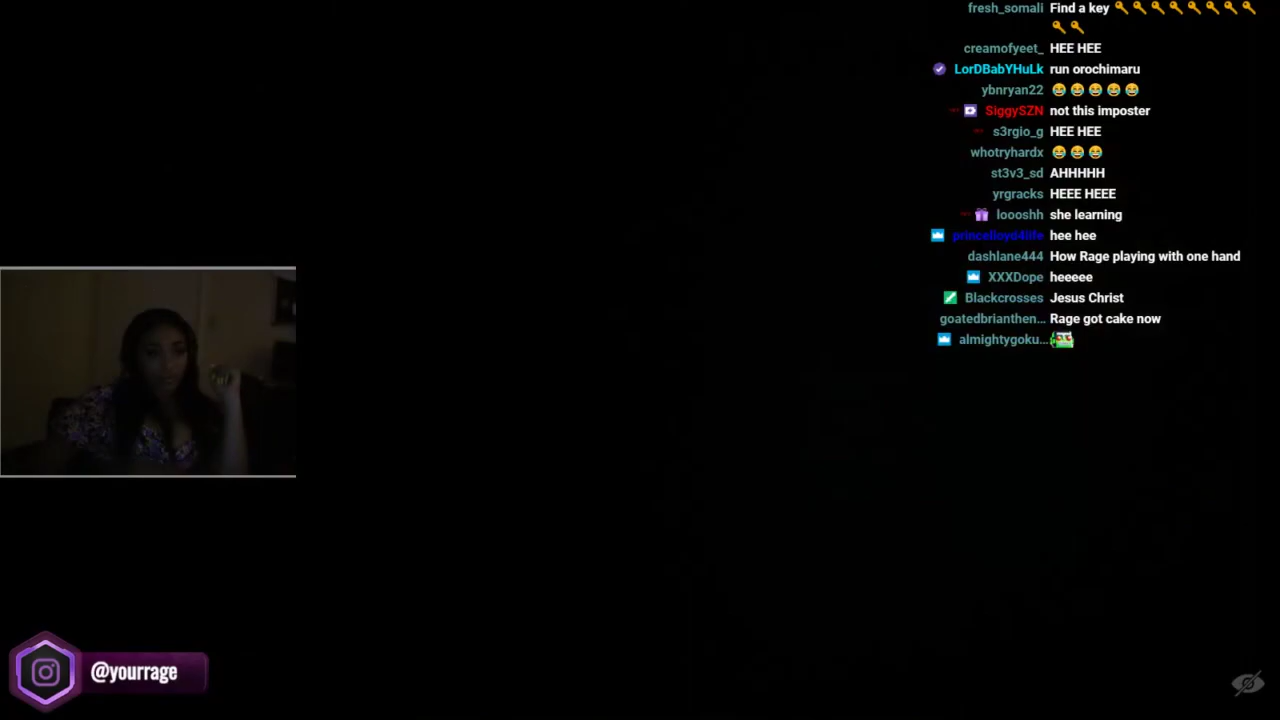 fresh_somali Find a key 🔑🔑🔑🔑🔑🔑🔑🔑
🔑🔑
creamofyeet_ HEE HEE
LorDBabYHuLk run orochimaru
ybnryan22 😂😂😂😂😂
SiggySZN not this imposter
s3rgio_g HEE HEE
whotryhardx 😂😂😂
st3v3_sd AHHHHH
yrgracks HEEE HEEE
loooshh she learning
princelloyd4life hee hee
dashlane444 How Rage playing with one hand
XXXDope heeeee
Blackcrosses Jesus Christ
goatedbrianthen... Rage got cake now
almightygoku...
@yourrage